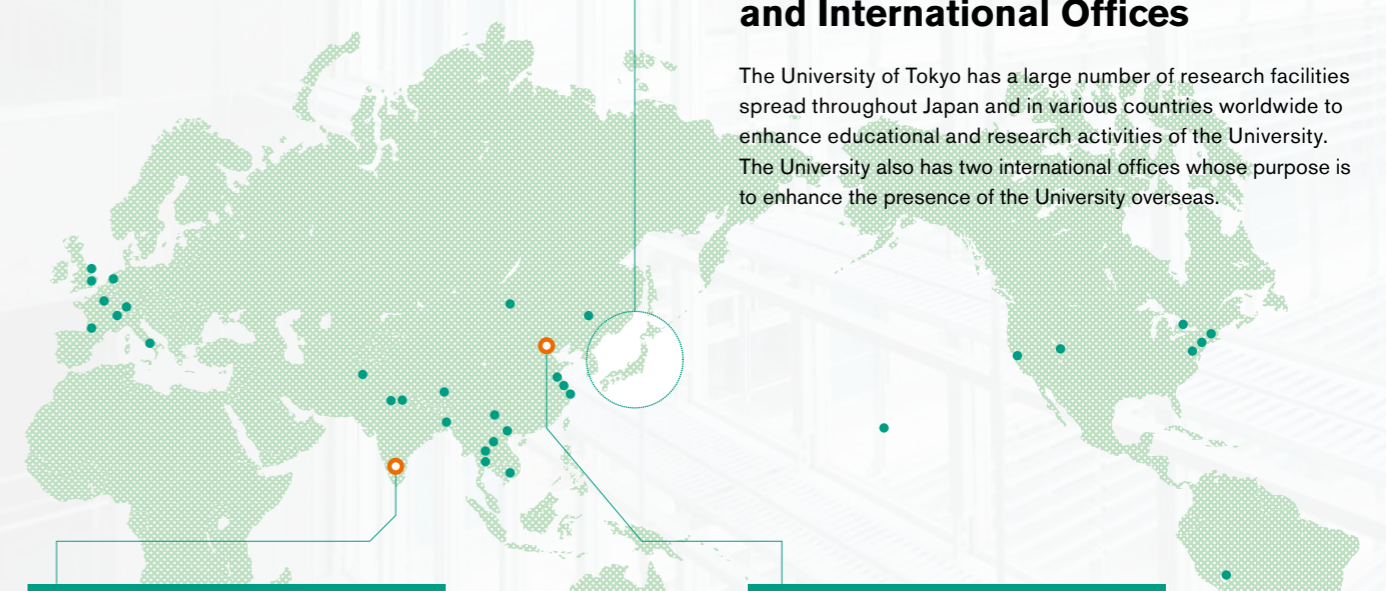 and International Offices
The University of Tokyo has a large number of research facilities
spread throughout Japan and in various countries worldwide to
enhance educational and research activities of the University.
The University also has two international offices whose purpose is
to enhance the presence of the University overseas.